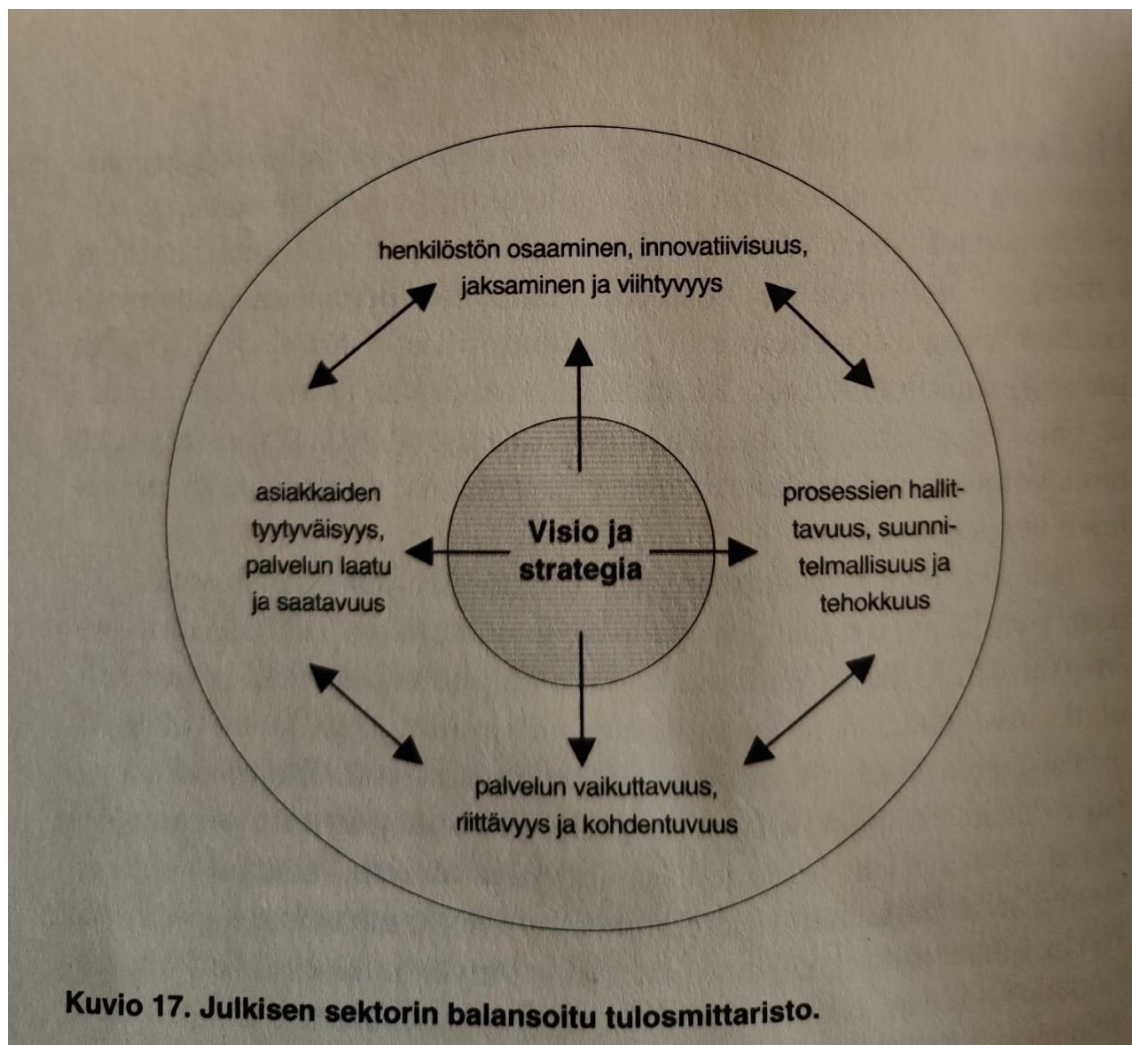 henkilöstön osaaminen, innovatiivisuus,
jaksaminen ja viihtyvyys
asiakkaiden
tyytyväisyys,
palvelun laatu
ja saatavuus
Visio ja
strategia
prosessien hallit-
tavuus, suunni-
telmallisuus ja
tehokkuus
palvelun vaikuttavuus,
riittävyys ja kohdentuvuus
Kuvio 17. Julkisen sektorin balansoitu tulosmittaristo.